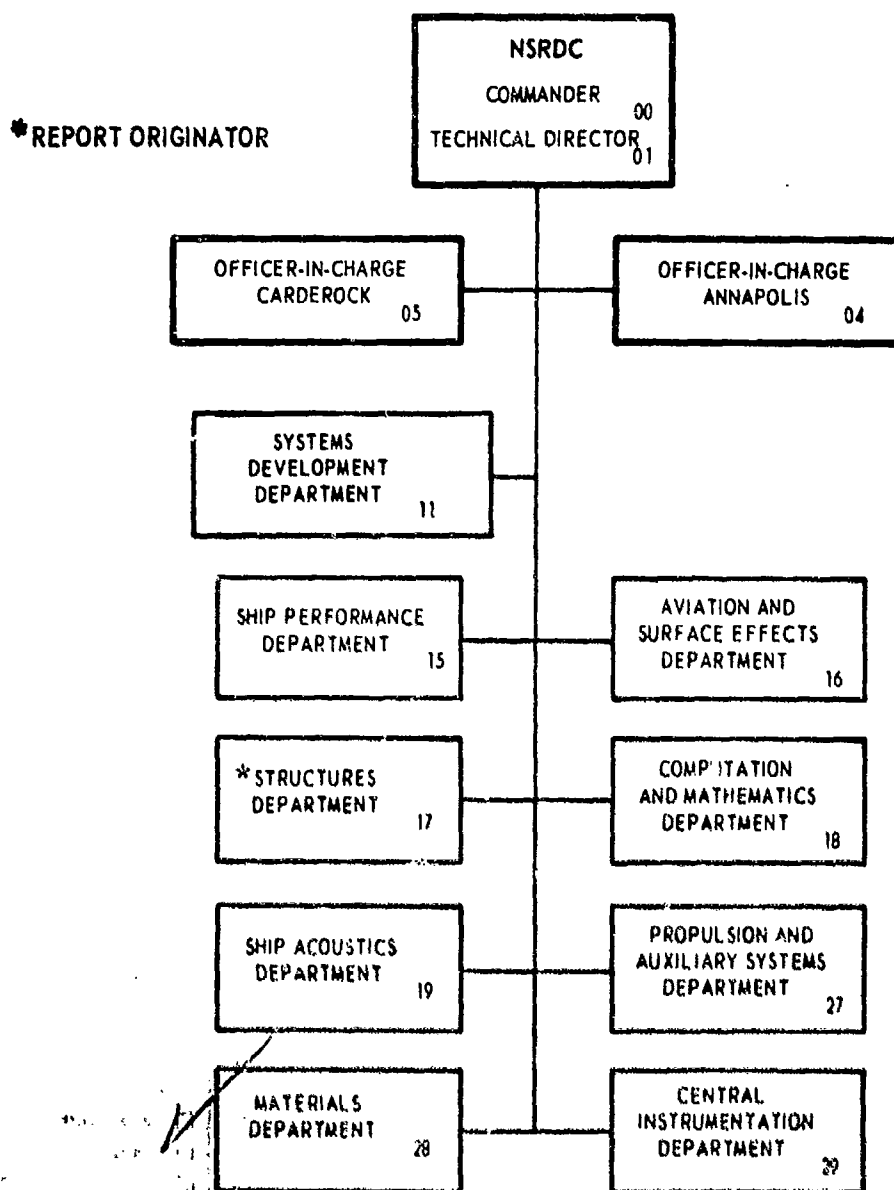 NSRDC
COMMANDER
00
TECHNICAL DIRECTOR
01
*REPORT ORIGINATOR
OFFICER-IN-CHARGE
CARDEROCK
05
OFFICER-IN-CHARGE
ANNAPOLIS
04
SYSTEMS
DEVELOPMENT
DEPARTMENT
11
SHIP PERFORMANCE
DEPARTMENT
15
AVIATION AND
SURFACE EFFECTS
DEPARTMENT
16
*STRUCTURES
DEPARTMENT
17
COMPUTATION
AND MATHEMATICS
DEPARTMENT
18
SHIP ACOUSTICS
DEPARTMENT
19
PROPULSION AND
AUXILIARY SYSTEMS
DEPARTMENT
27
MATERIALS
DEPARTMENT
28
CENTRAL
INSTRUMENTATION
DEPARTMENT
29